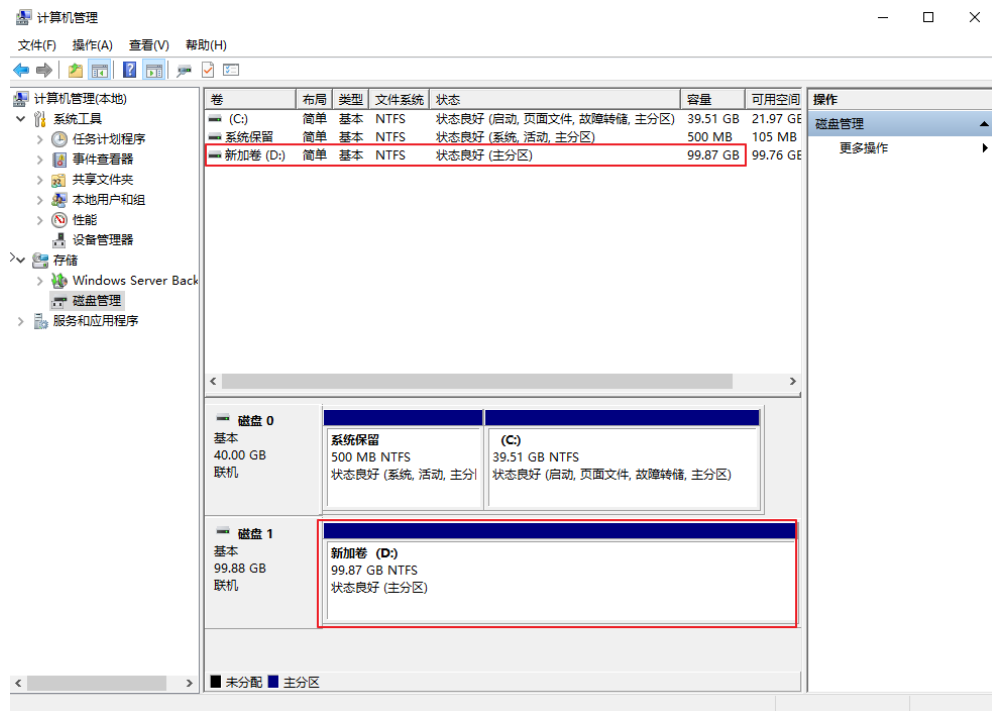 计算机管理
文件(F) 操作(A) 查看(V) 帮助(H)
计算机管理(本地)
系统工具
任务计划程序
事件查看器
共享文件夹
本地用户和组
性能
设备管理器
存储
Windows Server Back
磁盘管理
服务和应用程序
卷 布局 类型 文件系统 状态 容量 可用空间
(C:) 简单 基本 NTFS 状态良好 (启动, 页面文件, 故障转储, 主分区) 39.51 GB 21.97 GE
系统保留 简单 基本 NTFS 状态良好 (系统, 活动, 主分区) 500 MB 105 MB
新加卷 (D:) 简单 基本 NTFS 状态良好 (主分区) 99.87 GB 99.76 GE
磁盘 0
基本
40.00 GB
联机
系统保留
500 MB NTFS
状态良好 (系统, 活动, 主分
(C:)
39.51 GB NTFS
状态良好 (启动, 页面文件, 故障转储, 主分区)
磁盘 1
基本
99.88 GB
联机
新加卷 (D:)
99.87 GB NTFS
状态良好 (主分区)
未分配 主分区
操作
磁盘管理
更多操作